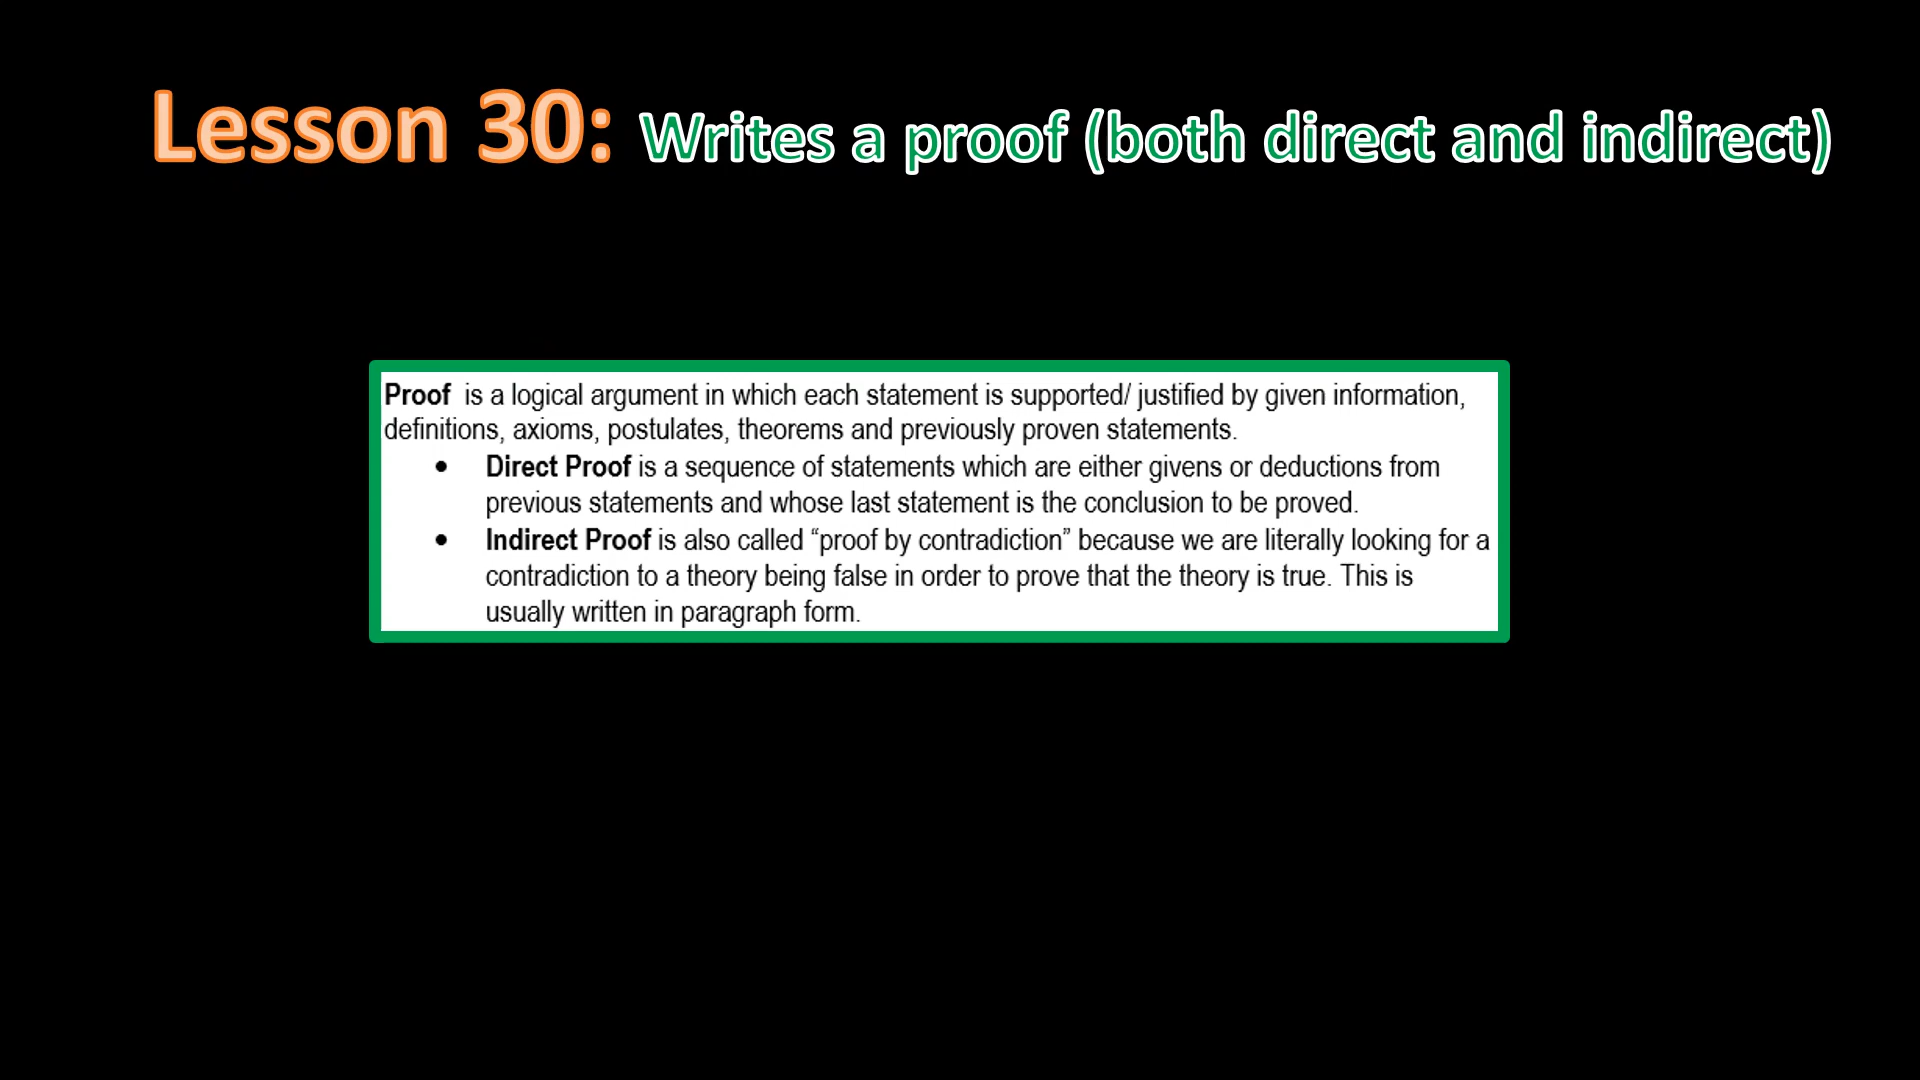 Lesson 30: Writes a proof (both direct and indirect)
Proof is a logical argument in which each statement is supported/ justified by given information,
definitions, axioms, postulates, theorems and previously proven statements.
• Direct Proof is a sequence of statements which are either givens or deductions from
previous statements and whose last statement is the conclusion to be proved.
• Indirect Proof is also called “proof by contradiction” because we are literally looking for a
contradiction to a theory being false in order to prove that the theory is true. This is
usually written in paragraph form.